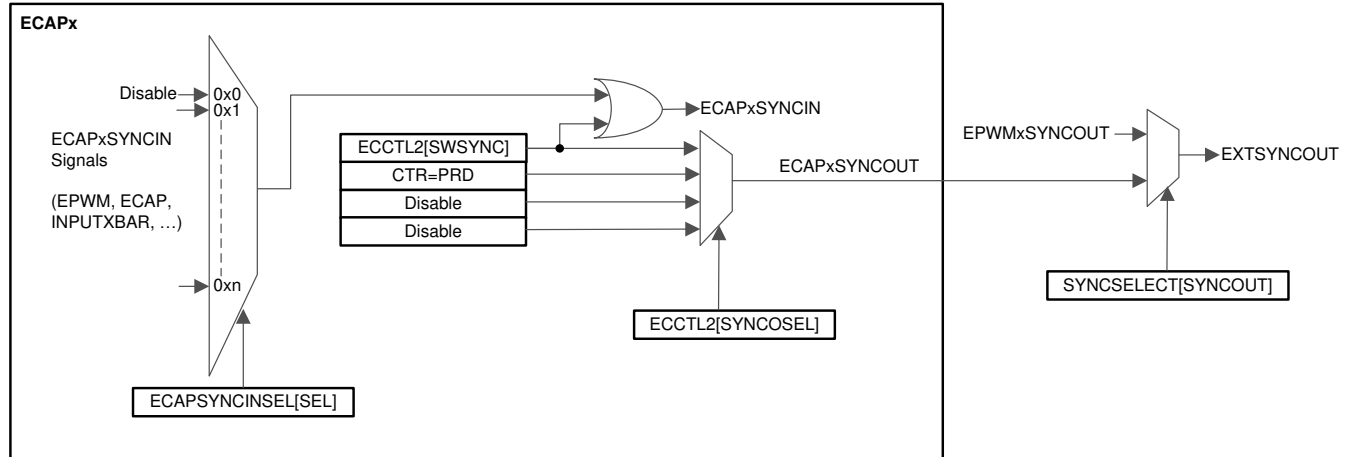 ECAPx
Disable
0x0
0x1
ECAPxSYNCIN
Signals
(EPWM, ECAP,
INPUTXBAR, …)
0xn
ECAPSYNCINSEL[SEL]
ECCTL2[SWSYNC]
CTR=PRD
Disable
Disable
ECAPxSYNCIN
ECAPxSYNCOUT
ECCTL2[SYNCOSEL]
EPWMxSYNCOUT
EXTSYNCOUT
SYNCSELECT[SYNCOUT]